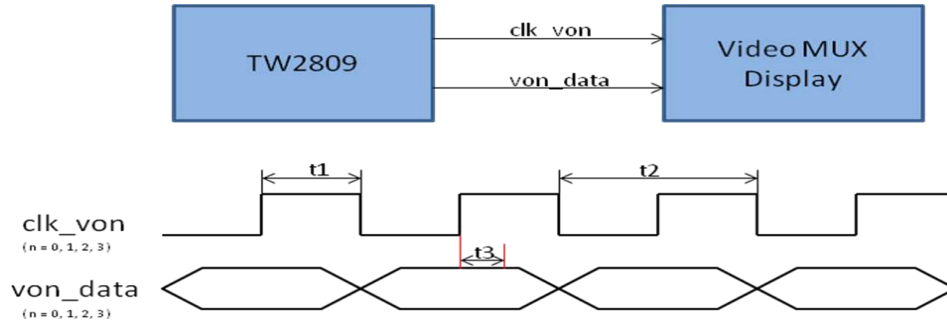 TW2809
clk_von
von_data
Video MUX
Display
t1
t2
clk_von
(n = 0, 1, 2, 3)
t3
von_data
(n = 0, 1, 2, 3)